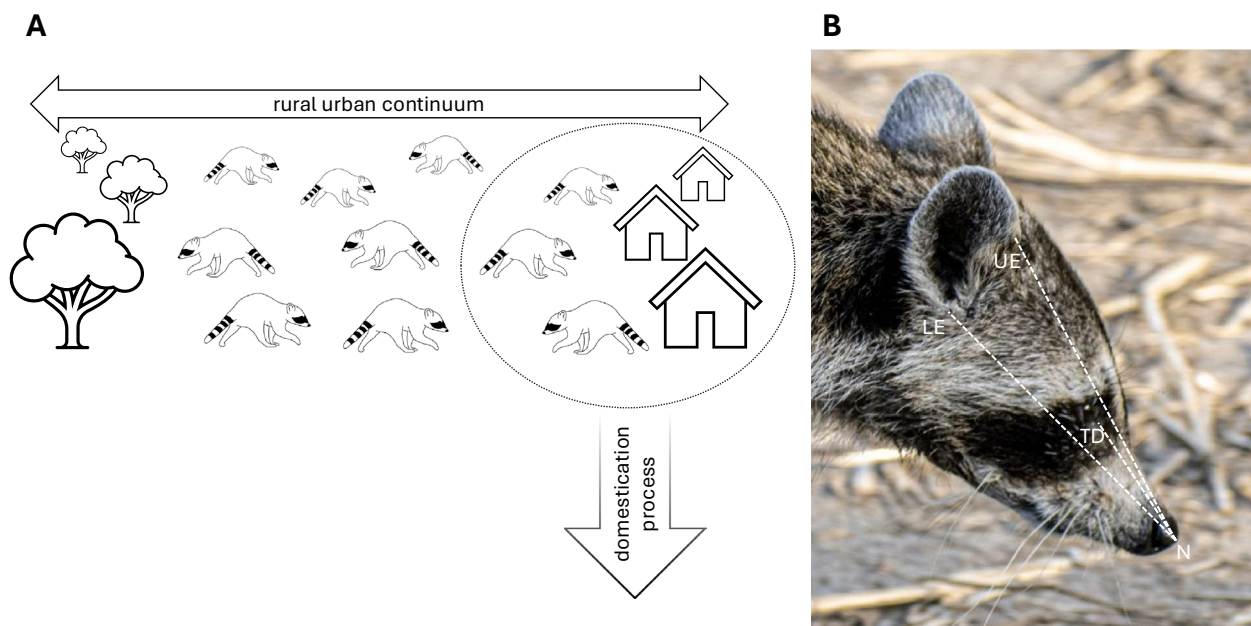 A
rural urban continuum
domestication
process
B
UE
LE
TD
N